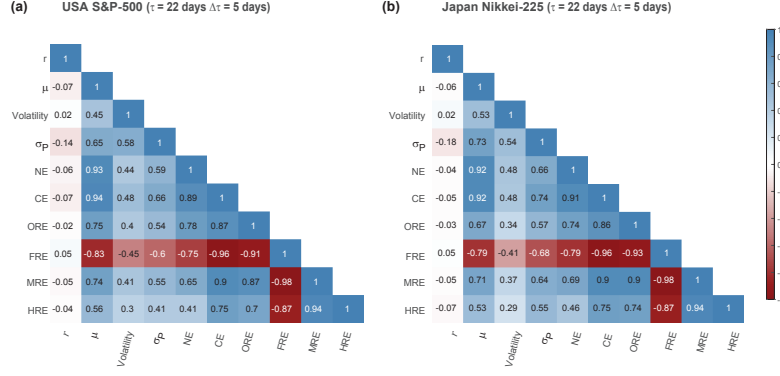 (a) USA S&P-500 (τ = 22 days Δτ = 5 days)
r 1
μ -0.07 1
Volatility 0.02 0.45 1
σP -0.14 0.65 0.58 1
NE -0.06 0.93 0.44 0.59 1
CE -0.07 0.94 0.48 0.66 0.89 1
ORE -0.02 0.75 0.4 0.54 0.78 0.87 1
FRE 0.05 -0.83 -0.45 -0.6 -0.75 -0.96 -0.91 1
MRE -0.05 0.74 0.41 0.55 0.65 0.9 0.87 -0.98 1
HRE -0.04 0.56 0.3 0.41 0.41 0.75 0.7 -0.87 0.94 1
r μ Volatility σP NE CE ORE FRE MRE HRE
(b) Japan Nikkei-225 (τ = 22 days Δτ = 5 days)
r 1
μ -0.06 1
Volatility 0.02 0.53 1
σP -0.18 0.73 0.54 1
NE -0.04 0.92 0.48 0.66 1
CE -0.05 0.92 0.48 0.74 0.91 1
ORE -0.03 0.67 0.34 0.57 0.74 0.86 1
FRE 0.05 -0.79 -0.41 -0.68 -0.79 -0.96 -0.93 1
MRE -0.05 0.71 0.37 0.64 0.69 0.9 0.9 -0.98 1
HRE -0.07 0.53 0.29 0.55 0.46 0.75 0.74 -0.87 0.94 1
r μ Volatility σP NE CE ORE FRE MRE HRE